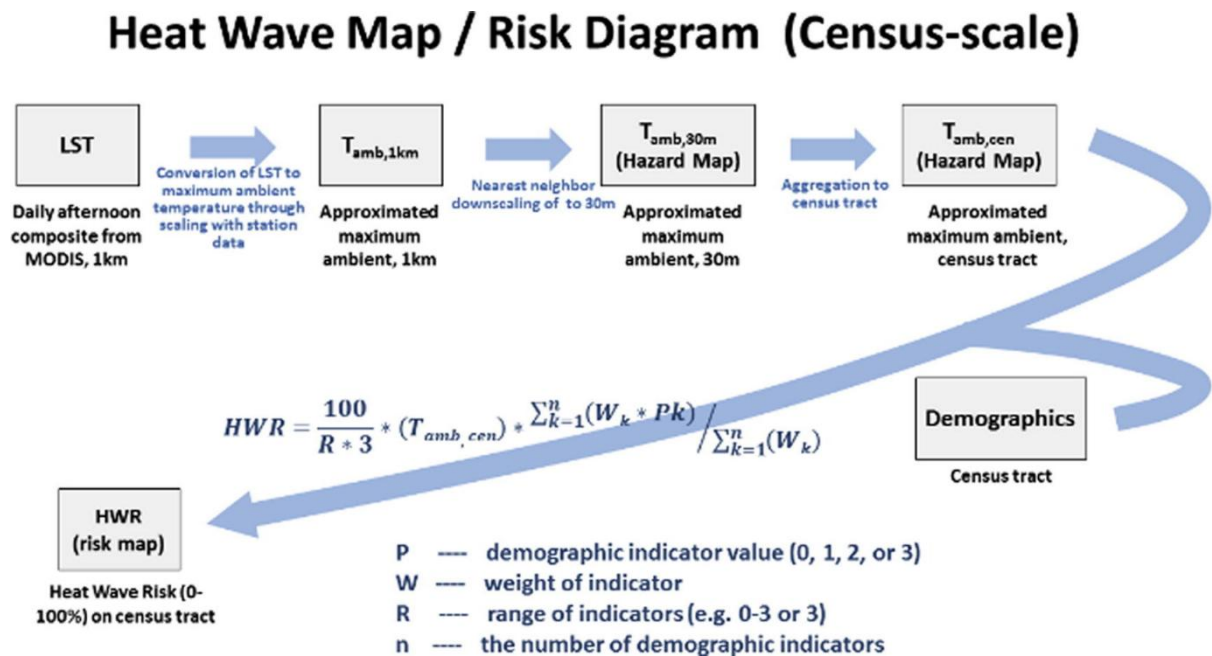 Heat Wave Map / Risk Diagram (Census-scale)
LST
Daily afternoon
composite from
MODIS, 1km
Conversion of LST to
maximum ambient
temperature through
scaling with station
data
T_amb,1km
Approximated
maximum
ambient, 1km
Nearest neighbor
downscaling of to 30m
T_amb,30m
(Hazard Map)
Approximated
maximum
ambient, 30m
Aggregation to
census tract
T_amb,cen
(Hazard Map)
Approximated
maximum ambient,
census tract
Demographics
Census tract
HWR = 100 / (R * 3) * (T_amb,cen) * ∑_{k=1}^{n}(W_k * Pk) / ∑_{k=1}^{n}(W_k)
HWR
(risk map)
Heat Wave Risk (0-
100%) on census tract
P ---- demographic indicator value (0, 1, 2, or 3)
W ---- weight of indicator
R ---- range of indicators (e.g. 0-3 or 3)
n ---- the number of demographic indicators